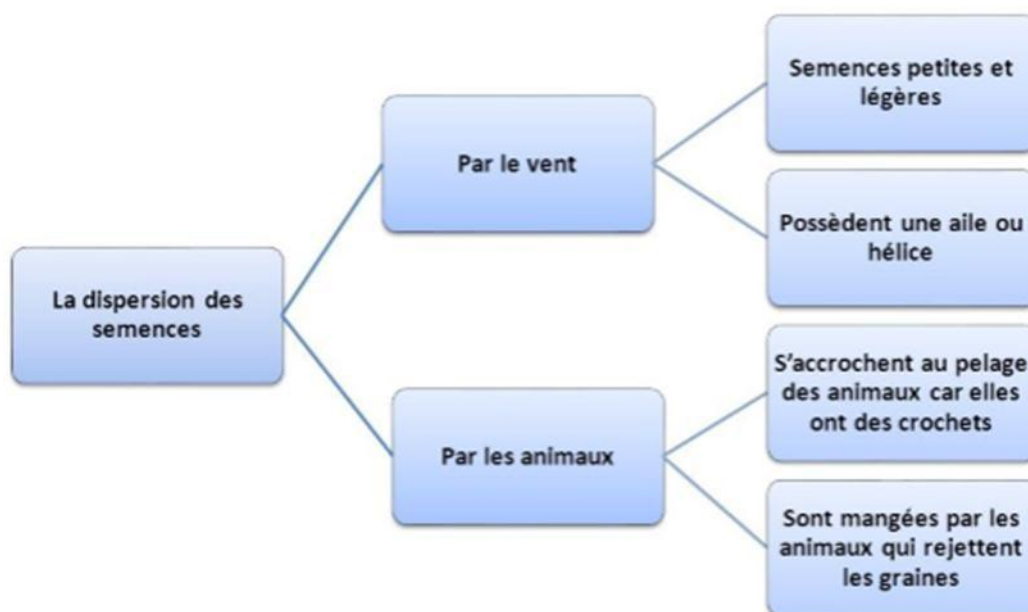 La dispersion des
semences
Par le vent
Semences petites et
légères
Possèdent une aile ou
hélice
Par les animaux
S'accrochent au pelage
des animaux car elles
ont des crochets
Sont mangées par les
animaux qui rejettent
les graines